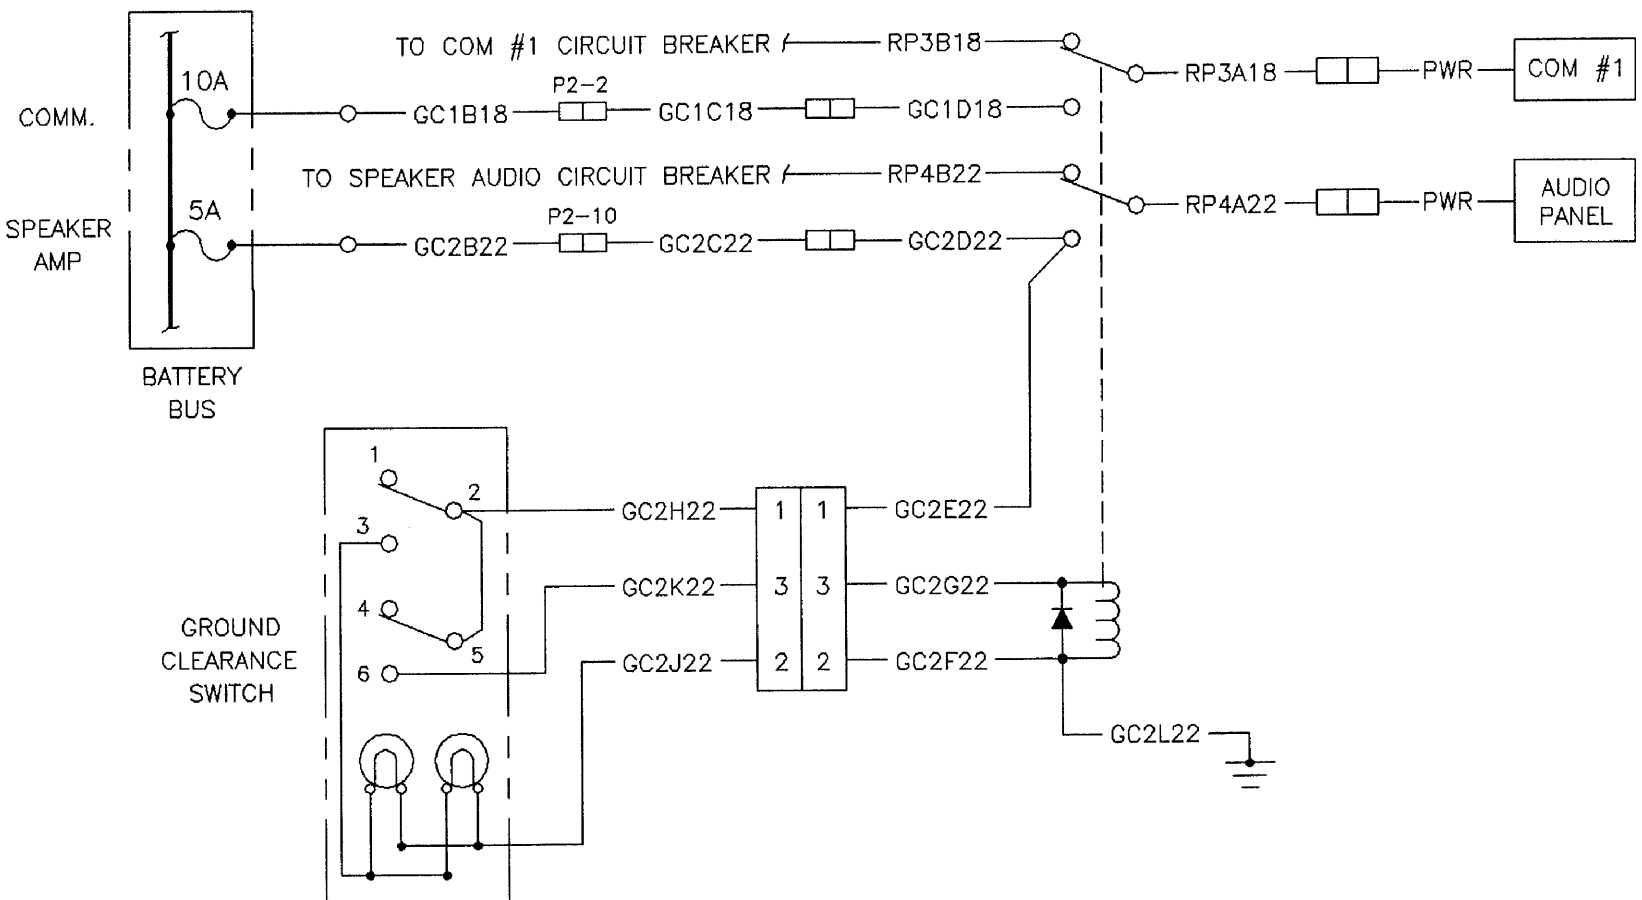 TO COM #1 CIRCUIT BREAKER
RP3B18
RP3A18
PWR
COM #1
10A
COMM.
GC1B18
P2-2
GC1C18
GC1D18
TO SPEAKER AUDIO CIRCUIT BREAKER
RP4B22
RP4A22
PWR
AUDIO
PANEL
5A
SPEAKER
AMP
GC2B22
P2-10
GC2C22
GC2D22
BATTERY
BUS
1
2
3
4
5
6
GROUND
CLEARANCE
SWITCH
GC2H22
1 1
GC2E22
GC2K22
3 3
GC2G22
GC2J22
2 2
GC2F22
GC2L22